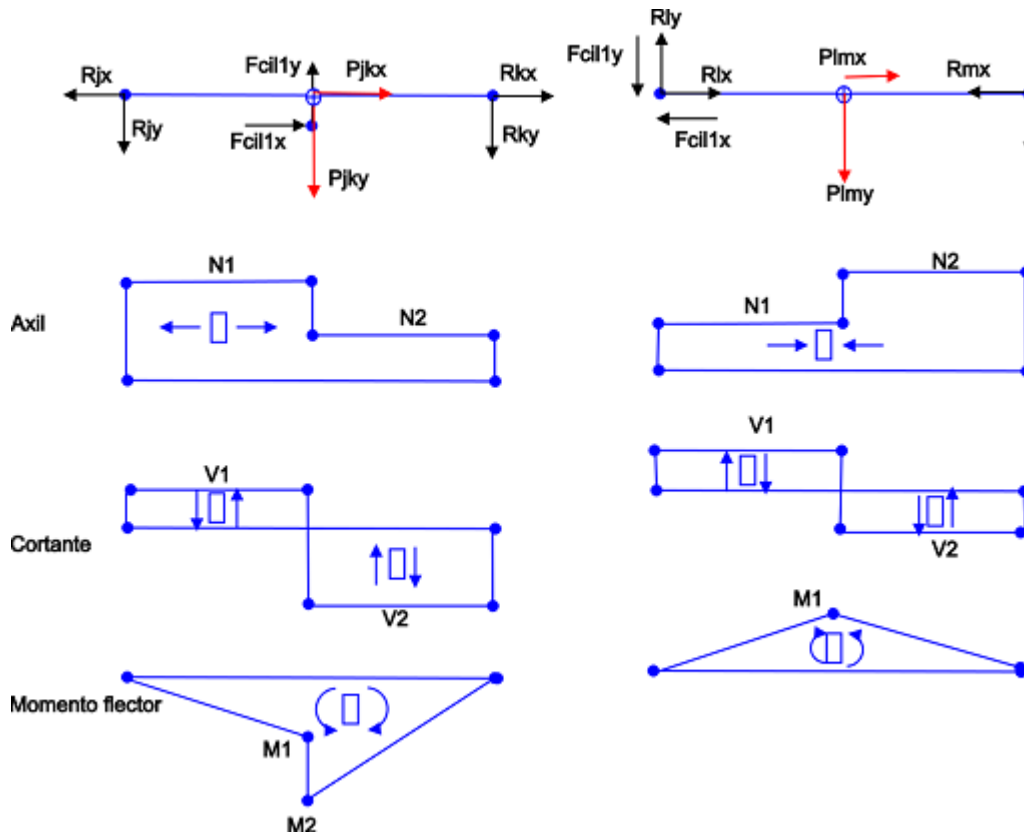 Rjx
Fcil1y
Pjkx
Rkx
Rjy
Fcil1x
Pjky
Rky
Rly
Fcil1y
Rlx
Plmx
Rmx
Fcil1x
Plmy
Axil
N1
N2
N1
N2
Cortante
V1
V2
V1
V2
Momento flector
M1
M2
M1